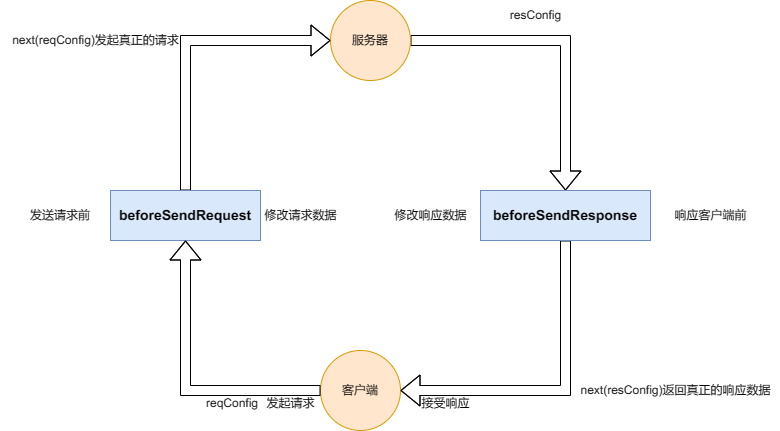 resConfig
next(reqConfig)发起真正的请求
服务器
发送请求前
beforeSendRequest
修改请求数据
修改响应数据
beforeSendResponse
响应客户端前
客户端
next(resConfig)返回真正的响应数据
reqConfig 发起请求
接受响应